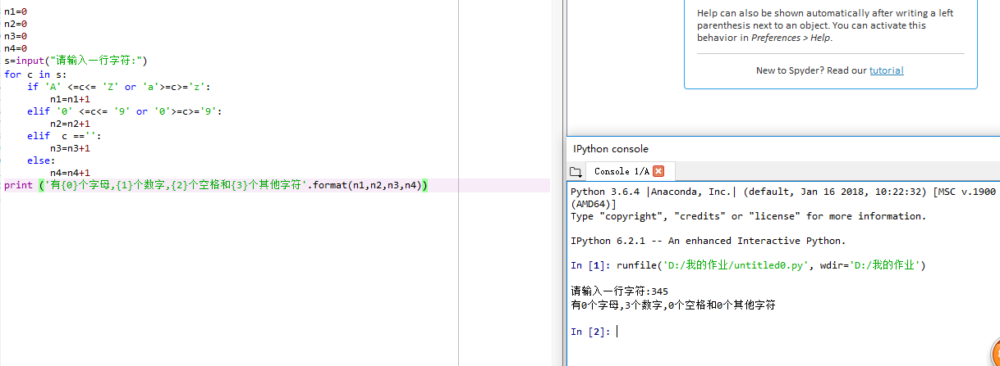 n1=0
n2=0
n3=0
n4=0
s=input("请输入一行字符:")
for c in s:
    if 'A' <=c<= 'Z' or 'a'>=c>='z':
        n1=n1+1
    elif '0' <=c<= '9' or '0'>=c>='9':
        n2=n2+1
    elif  c =='':
        n3=n3+1
    else:
        n4=n4+1
print ('有{0}个字母,{1}个数字,{2}个空格和{3}个其他字符'.format(n1,n2,n3,n4))
Help can also be shown automatically after writing a left
parenthesis next to an object. You can activate this
behavior in Preferences > Help.
New to Spyder? Read our tutorial
IPython console
Console 1/A
Python 3.6.4 |Anaconda, Inc.| (default, Jan 16 2018, 10:22:32) [MSC v.1900
(AMD64)]
Type "copyright", "credits" or "license" for more information.
IPython 6.2.1 -- An enhanced Interactive Python.
In [1]: runfile('D:/我的作业/untitled0.py', wdir='D:/我的作业')
请输入一行字符:345
有0个字母,3个数字,0个空格和0个其他字符
In [2]: